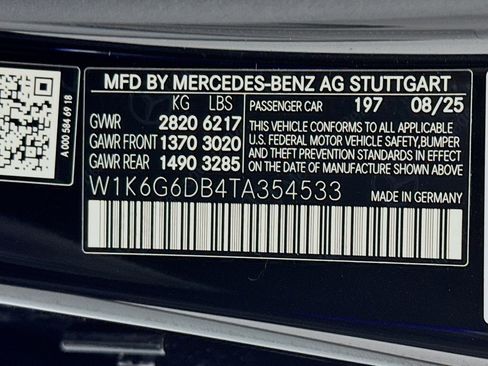 MFD BY MERCEDES-BENZ AG STUTTGART
KG LBS PASSENGER CAR 197 08/25
GVWR 2820 6217
GAWR FRONT 1370 3020
GAWR REAR 1490 3285
THIS VEHICLE CONFORMS TO ALL APPLICABLE
U.S. FEDERAL MOTOR VEHICLE SAFETY,BUMPER
AND THEFT PREVENTION STANDARDS IN EFFECT
ON THE DATE OF MANUFACTURE SHOWN ABOVE.
W1K6G6DB4TA354533 MADE IN GERMANY
A 000 584 69 18